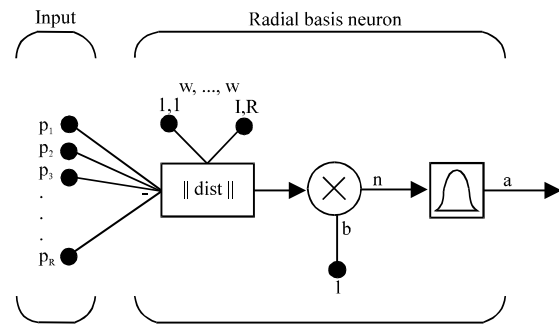 Input Radial basis neuron
w, ..., w
1,1 I,R
p1
p2
p3
.
.
.
pR
-
|| dist ||
n
a
b
1